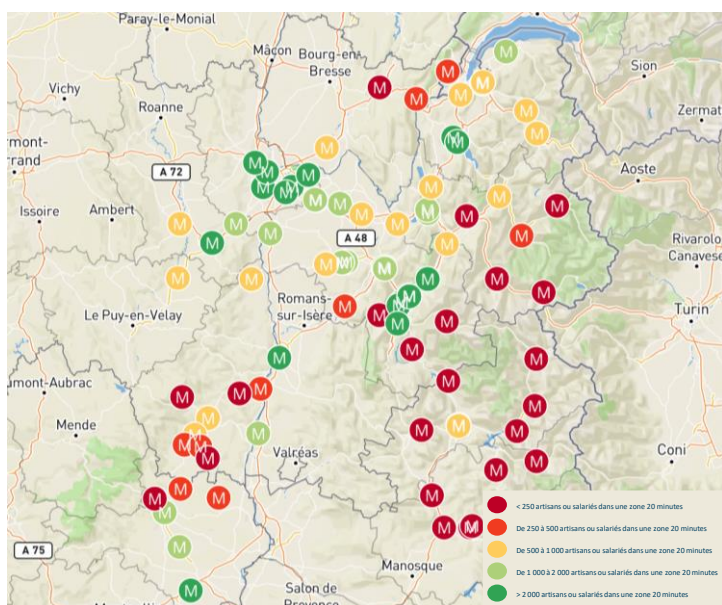 Paray-le-Monial
Mâcon
Bourg-en-
Bresse
Sion
Vichy
Roanne
Zermat
rmont-
rrand
A 72
Aoste
Issoire
Ambert
A 48
Rivarolo
Canavese
Le Puy-en-Velay
Romans-
sur-Isère
Turin
umont-Aubrac
Mende
Valréas
Coni
A 75
Manosque
Salon de
< 250 artisans ou salariés dans une zone 20 minutes
De 250 à 500 artisans ou salariés dans une zone 20 minutes
De 500 à 1 000 artisans ou salariés dans une zone 20 minutes
De 1 000 à 2 000 artisans ou salariés dans une zone 20 minutes
> 2 000 artisans ou salariés dans une zone 20 minutes